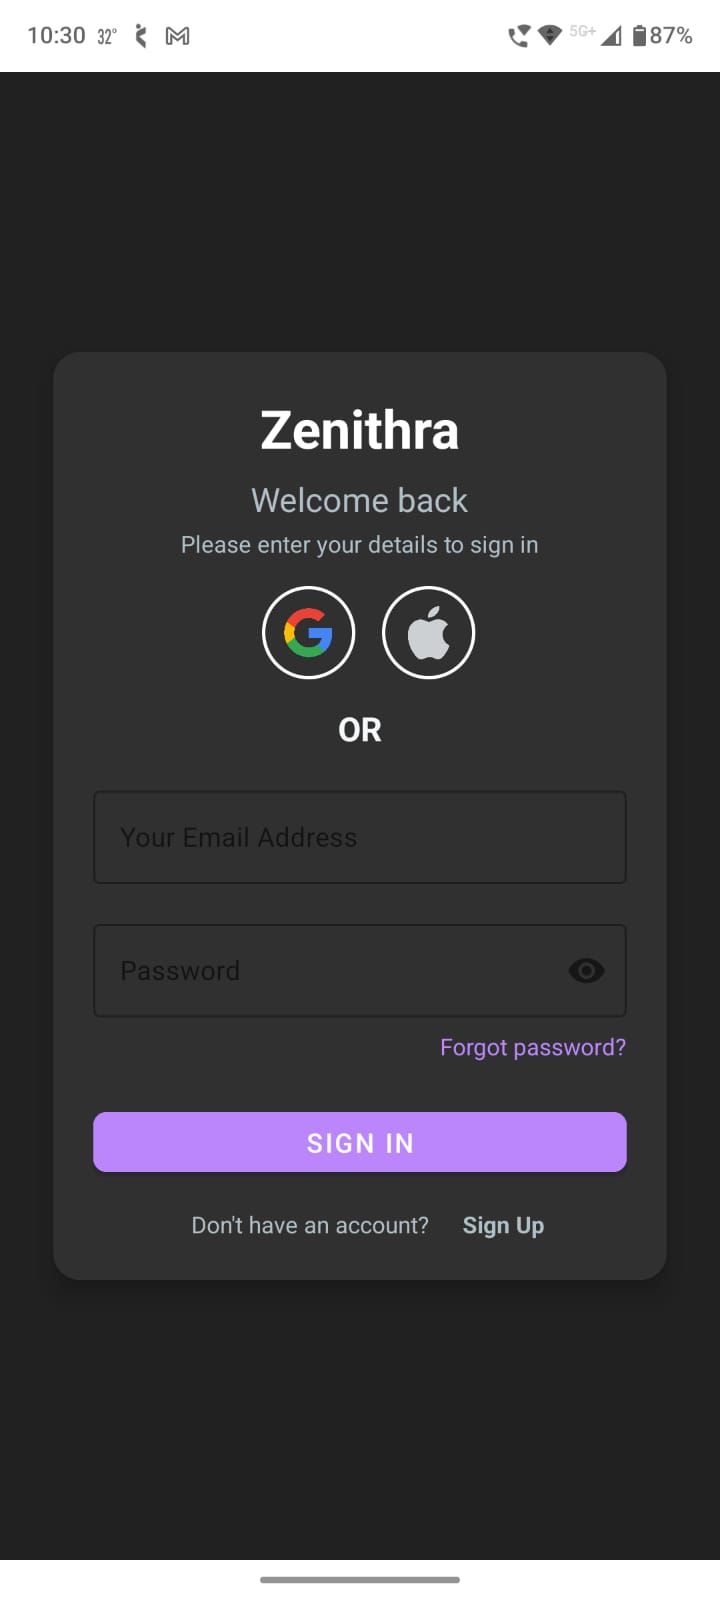 10:30 32° 5G+ 87%
Zenithra
Welcome back
Please enter your details to sign in
OR
Your Email Address
Password
Forgot password?
SIGN IN
Don't have an account? Sign Up